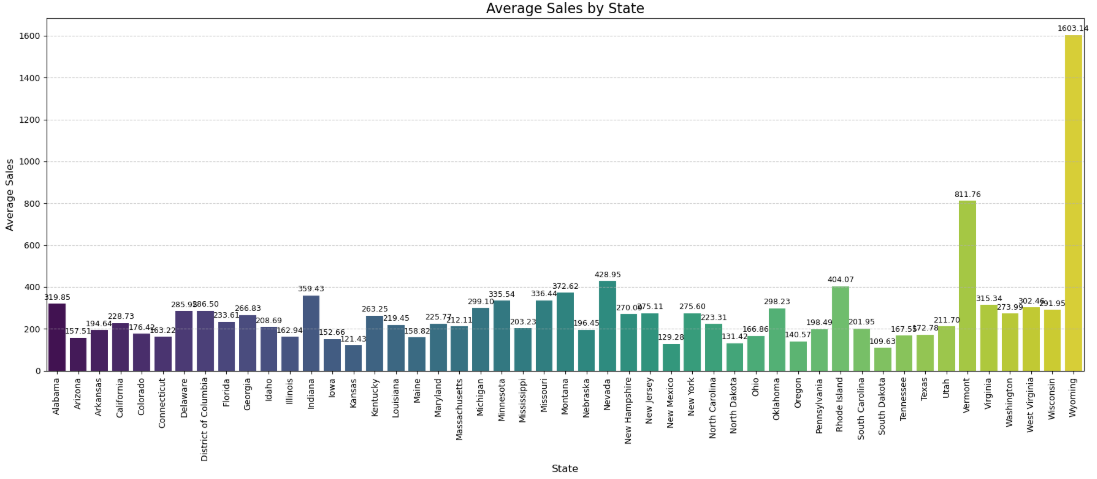 Average Sales by State
Average Sales
1600
1400
1200
1000
800
600
400
200
0
319.85
157.51
194.64
228.73
176.42
163.22
285.95
286.50
233.61
266.83
208.69
162.94
359.43
152.66
121.43
263.25
219.45
158.82
225.77
212.11
299.10
335.54
203.23
336.44
372.62
196.45
428.95
270.09
275.11
129.28
275.60
223.31
131.42
166.86
298.23
140.57
198.49
404.07
201.95
109.63
167.55
172.78
211.70
811.76
315.34
273.99
302.46
291.95
1603.14
Alabama
Arizona
Arkansas
California
Colorado
Connecticut
Delaware
District of Columbia
Florida
Georgia
Idaho
Illinois
Indiana
Iowa
Kansas
Kentucky
Louisiana
Maine
Maryland
Massachusetts
Michigan
Minnesota
Mississippi
Missouri
Montana
Nebraska
Nevada
New Hampshire
New Jersey
New Mexico
New York
North Carolina
North Dakota
Ohio
Oklahoma
Oregon
Pennsylvania
Rhode Island
South Carolina
South Dakota
Tennessee
Texas
Utah
Vermont
Virginia
Washington
West Virginia
Wisconsin
Wyoming
State